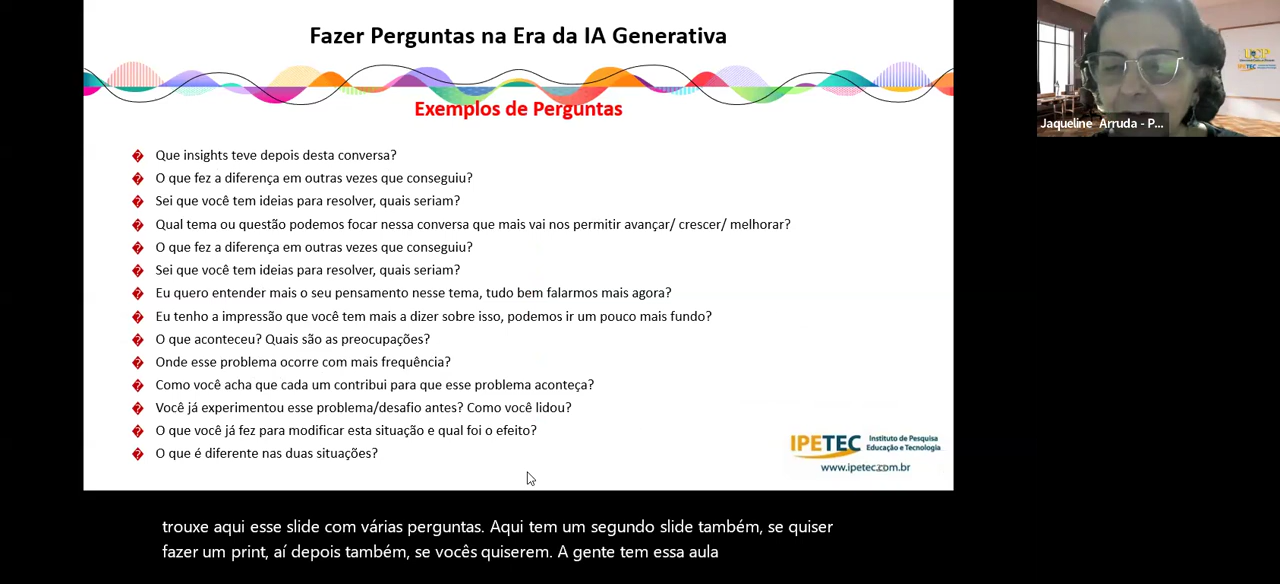 Fazer Perguntas na Era da IA Generativa
Exemplos de Perguntas
Que insights teve depois desta conversa?
O que fez a diferença em outras vezes que conseguiu?
Sei que você tem ideias para resolver, quais seriam?
Qual tema ou questão podemos focar nessa conversa que mais vai nos permitir avançar/ crescer/ melhorar?
O que fez a diferença em outras vezes que conseguiu?
Sei que você tem ideias para resolver, quais seriam?
Eu quero entender mais o seu pensamento nesse tema, tudo bem falarmos mais agora?
Eu tenho a impressão que você tem mais a dizer sobre isso, podemos ir um pouco mais fundo?
O que aconteceu? Quais são as preocupações?
Onde esse problema ocorre com mais frequência?
Como você acha que cada um contribui para que esse problema aconteça?
Você já experimentou esse problema/desafio antes? Como você lidou?
O que você já fez para modificar esta situação e qual foi o efeito?
O que é diferente nas duas situações?
IPETEC Instituto de Pesquisa
Educação e Tecnologia
www.ipetec.com.br
UCP
IPETEC
Jaqueline Arruda - P...
trouxe aqui esse slide com várias perguntas. Aqui tem um segundo slide também, se quiser
fazer um print, aí depois também, se vocês quiserem. A gente tem essa aula